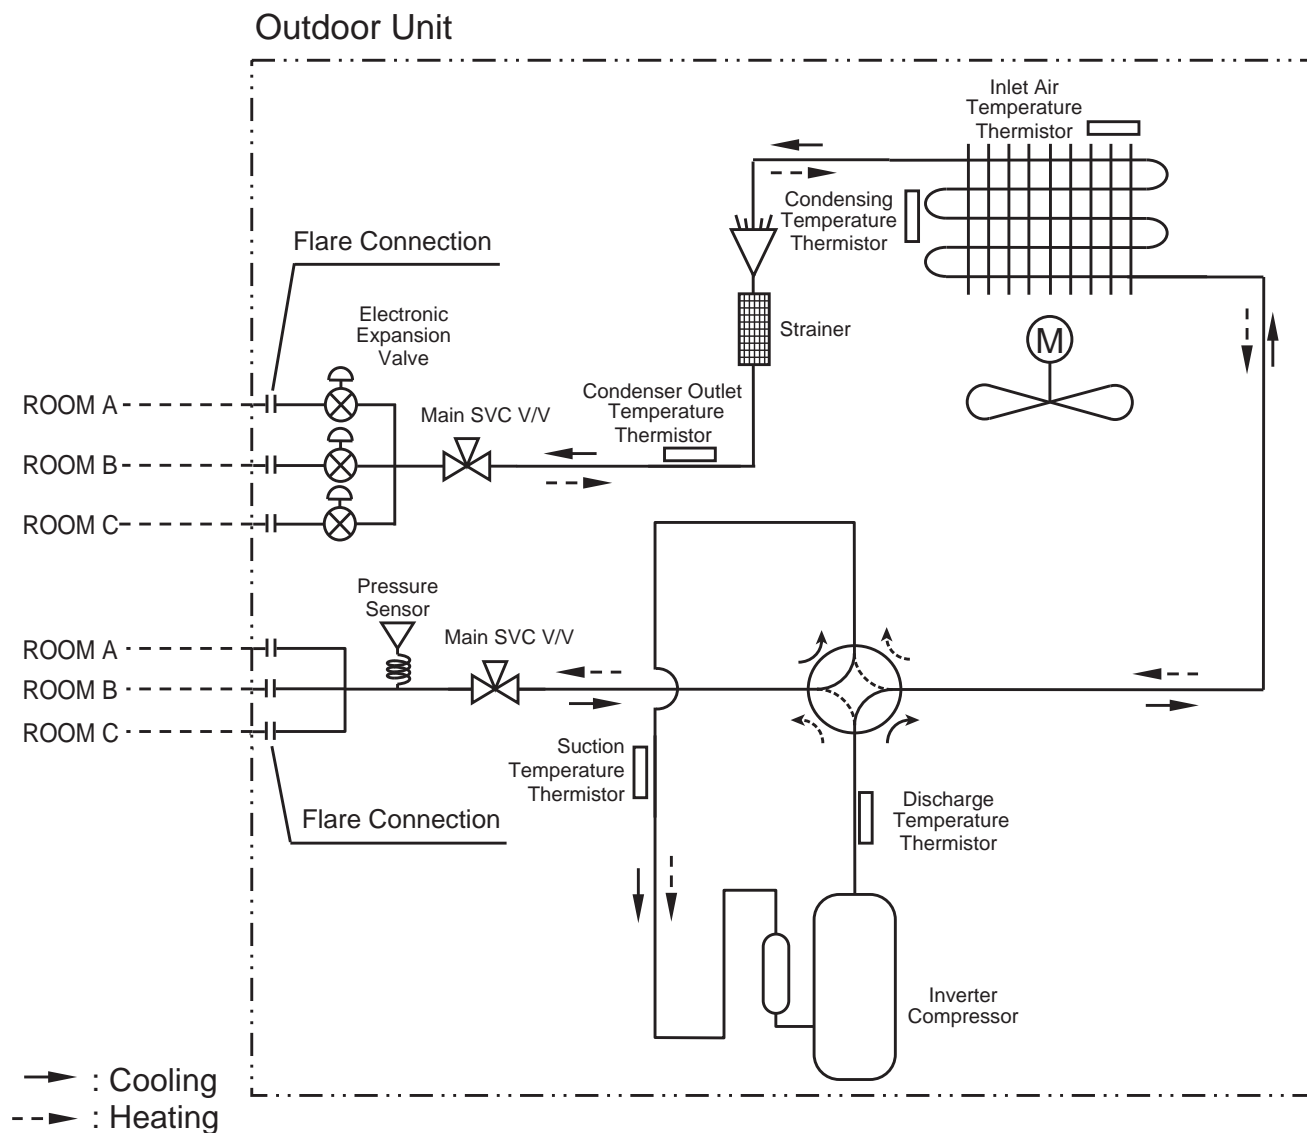 Outdoor Unit
Inlet Air
Temperature
Thermistor
Condensing
Temperature
Thermistor
Flare Connection
Electronic
Expansion
Valve
Strainer
M
Condenser Outlet
Temperature
Thermistor
Main SVC V/V
ROOM A
ROOM B
ROOM C
Pressure
Sensor
Main SVC V/V
ROOM A
ROOM B
ROOM C
Suction
Temperature
Thermistor
Flare Connection
Discharge
Temperature
Thermistor
Inverter
Compressor
: Cooling
: Heating